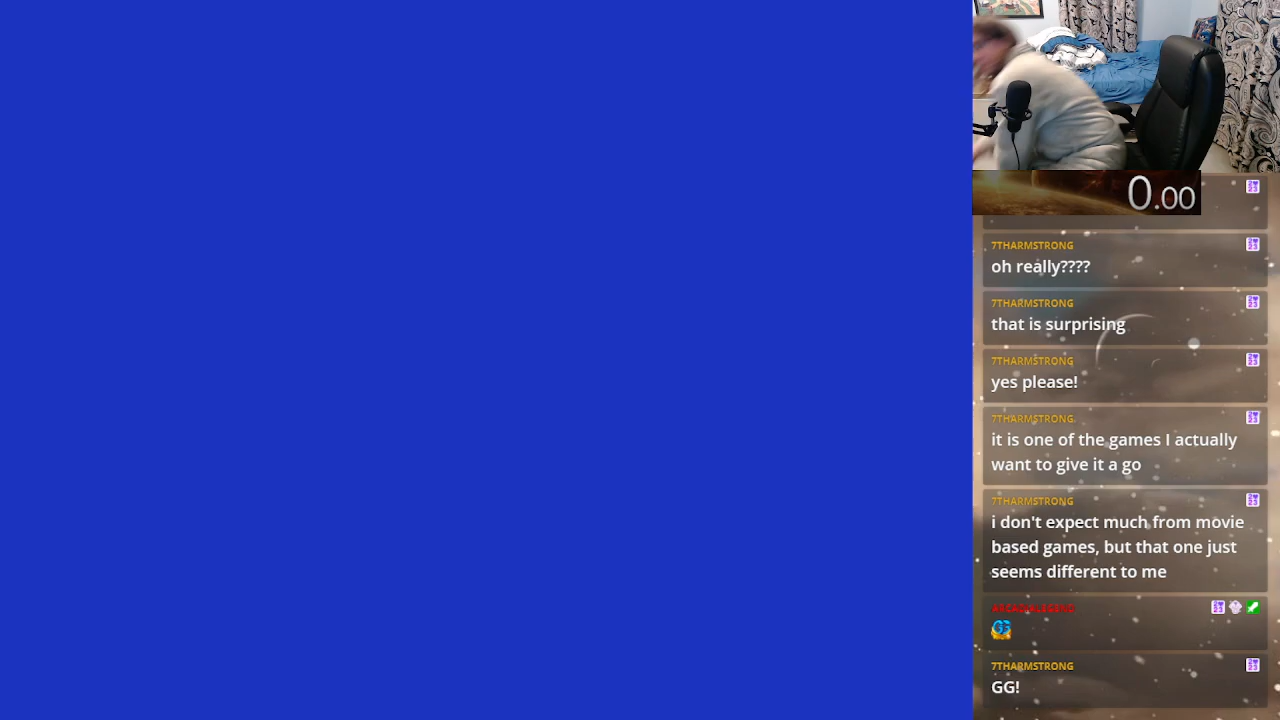 0.00
7THARMSTRONG
oh really????
7THARMSTRONG
that is surprising
7THARMSTRONG
yes please!
7THARMSTRONG
it is one of the games I actually
want to give it a go
7THARMSTRONG
i don't expect much from movie
based games, but that one just
seems different to me
7THARMSTRONG
GG!